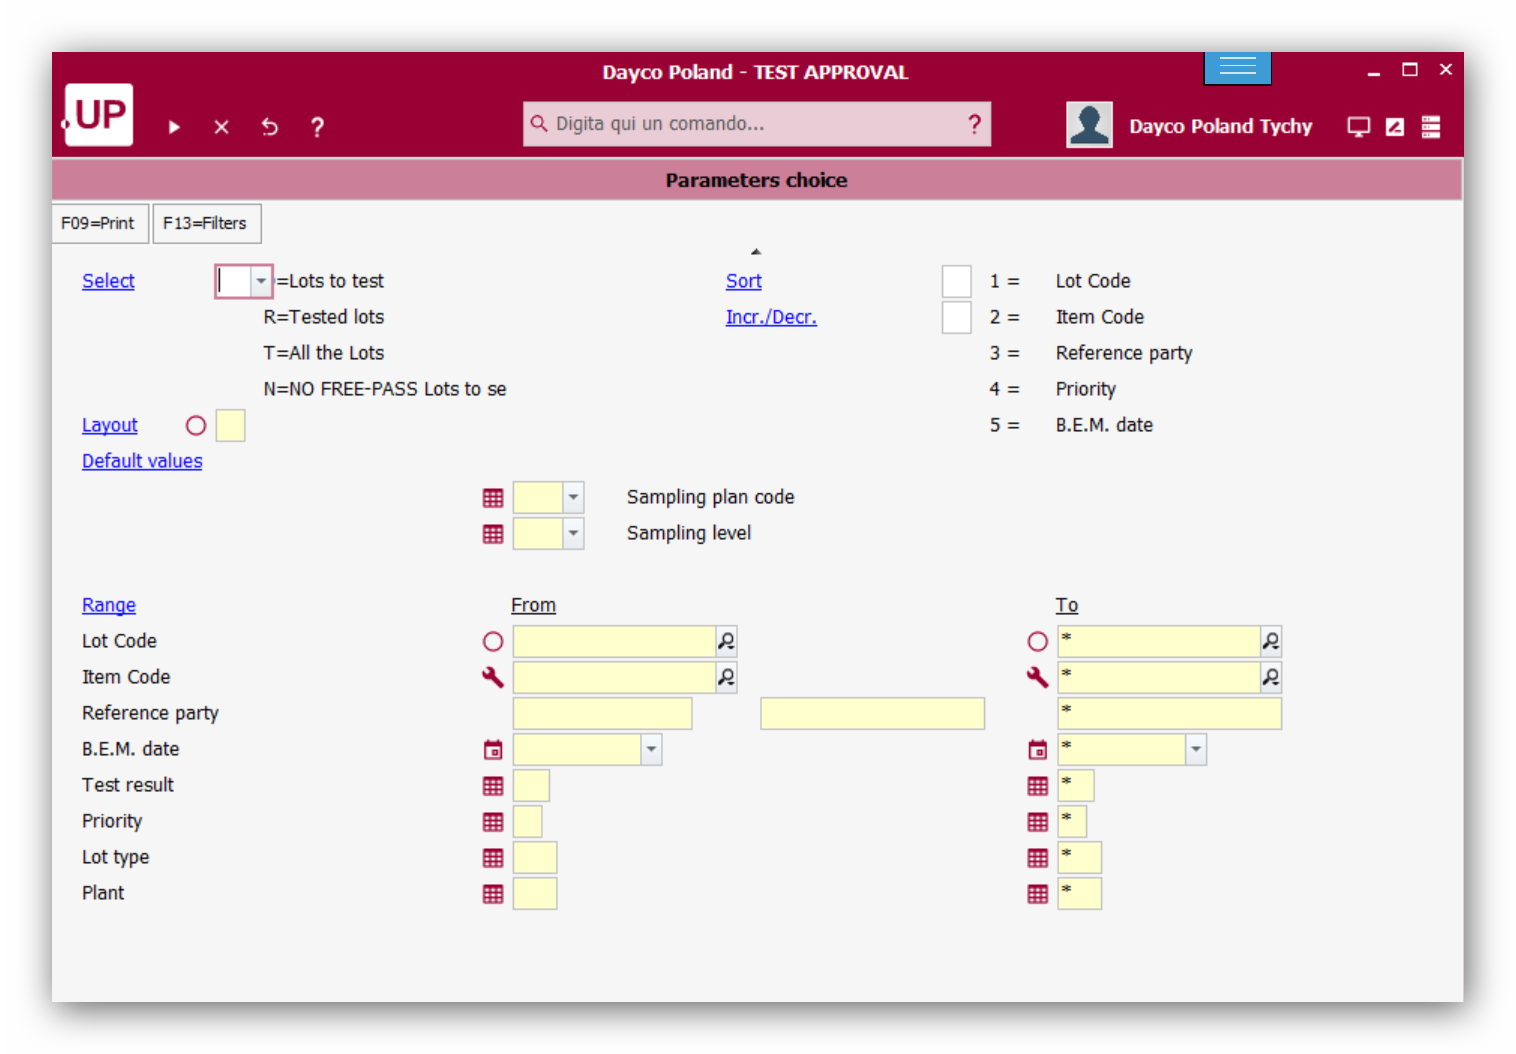 Dayco Poland - TEST APPROVAL
UP
?
Digita qui un comando...
?
Dayco Poland Tychy
Parameters choice
F09=Print F13=Filters
Select =Lots to test Sort 1 = Lot Code
R=Tested lots Incr./Decr. 2 = Item Code
T=All the Lots 3 = Reference party
N=NO FREE-PASS Lots to se 4 = Priority
Layout 5 = B.E.M. date
Default values
Sampling plan code
Sampling level
Range From To
Lot Code *
Item Code *
Reference party *
B.E.M. date *
Test result *
Priority *
Lot type *
Plant *